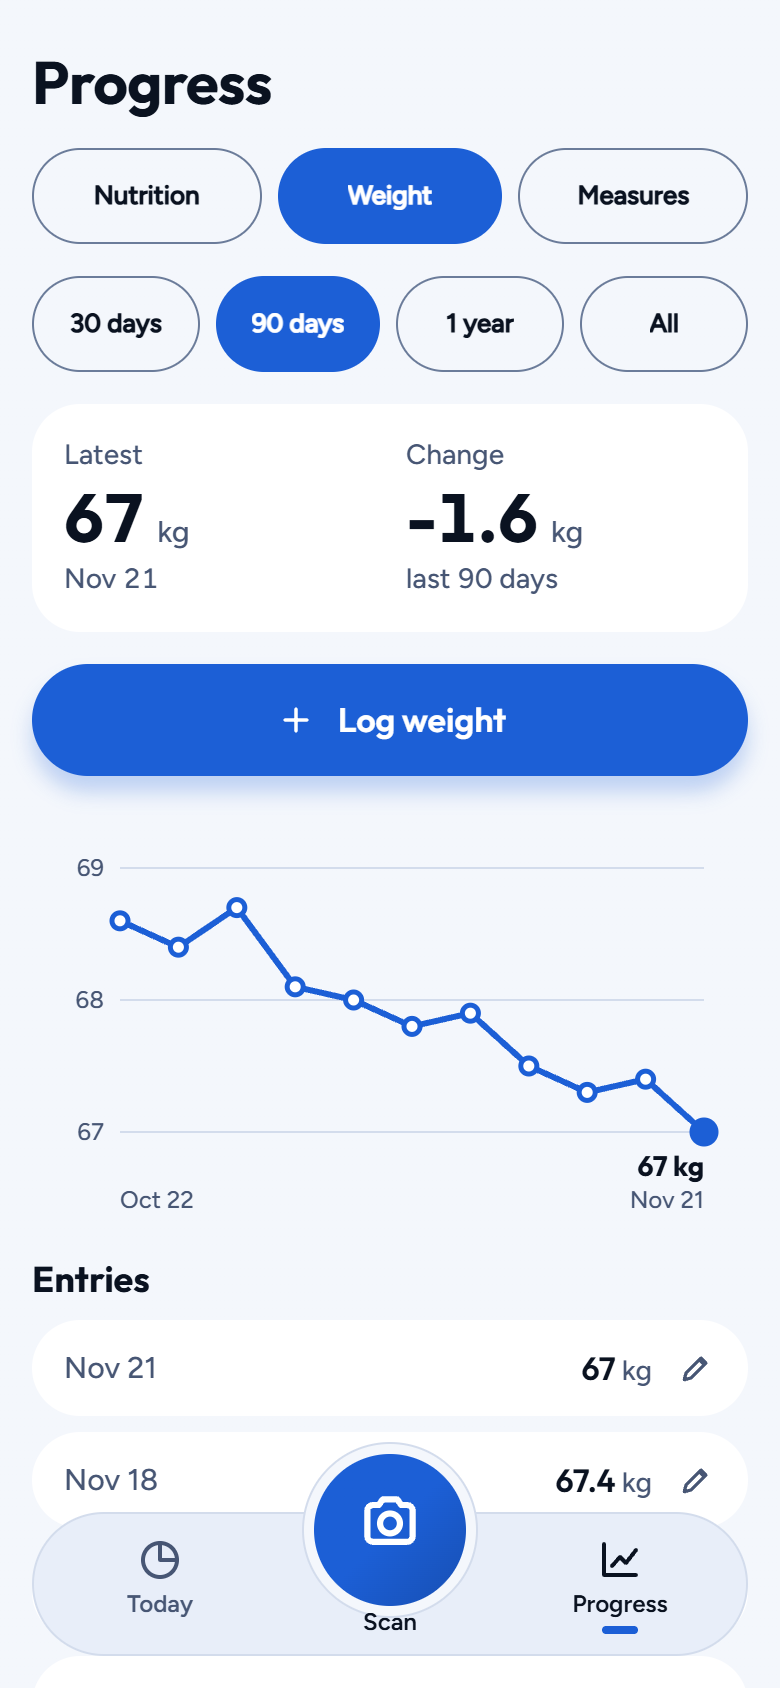 Progress
Nutrition Weight Measures
30 days 90 days 1 year All
Latest Change
67 kg -1.6 kg
Nov 21 last 90 days
+ Log weight
69
68
67
67 kg
Oct 22 Nov 21
Entries
Nov 21 67 kg
Nov 18 67.4 kg
Today Scan Progress